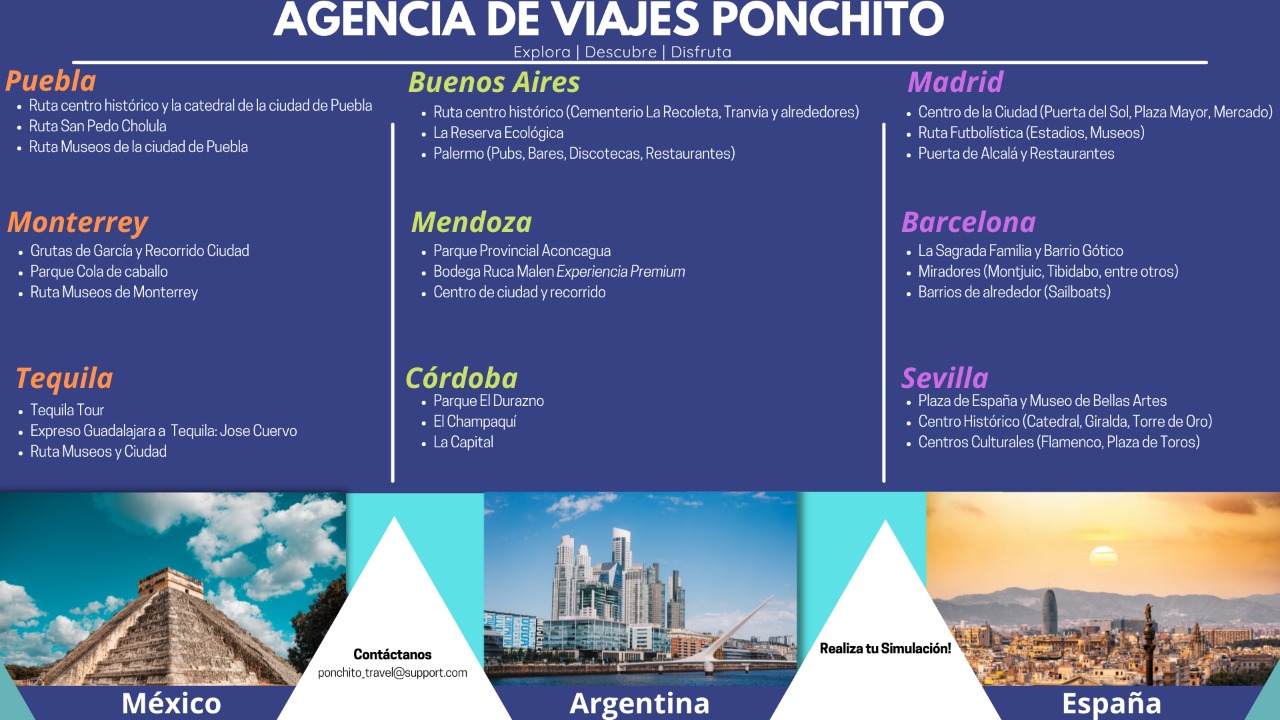 AGENCIA DE VIAJES PONCHITO
Explora | Descubre | Disfruta
Puebla
• Ruta centro histórico y la catedral de la ciudad de Puebla
• Ruta San Pedo Cholula
• Ruta Museos de la ciudad de Puebla
Monterrey
• Grutas de García y Recorrido Ciudad
• Parque Cola de caballo
• Ruta Museos de Monterrey
Tequila
• Tequila Tour
• Expreso Guadalajara a Tequila: Jose Cuervo
• Ruta Museos y Ciudad
Buenos Aires
• Ruta centro histórico (Cementerio La Recoleta, Tranvia y alrededores)
• La Reserva Ecológica
• Palermo (Pubs, Bares, Discotecas, Restaurantes)
Mendoza
• Parque Provincial Aconcagua
• Bodega Ruca Malen Experiencia Premium
• Centro de ciudad y recorrido
Córdoba
• Parque El Durazno
• El Champaquí
• La Capital
Madrid
• Centro de la Ciudad (Puerta del Sol, Plaza Mayor, Mercado)
• Ruta Futbolística (Estadios, Museos)
• Puerta de Alcalá y Restaurantes
Barcelona
• La Sagrada Familia y Barrio Gótico
• Miradores (Montjuic, Tibidabo, entre otros)
• Barrios de alrededor (Sailboats)
Sevilla
• Plaza de España y Museo de Bellas Artes
• Centro Histórico (Catedral, Giralda, Torre de Oro)
• Centros Culturales (Flamenco, Plaza de Toros)
Contáctanos
ponchito_travel@support.com
Realiza tu Simulación!
México
Argentina
España